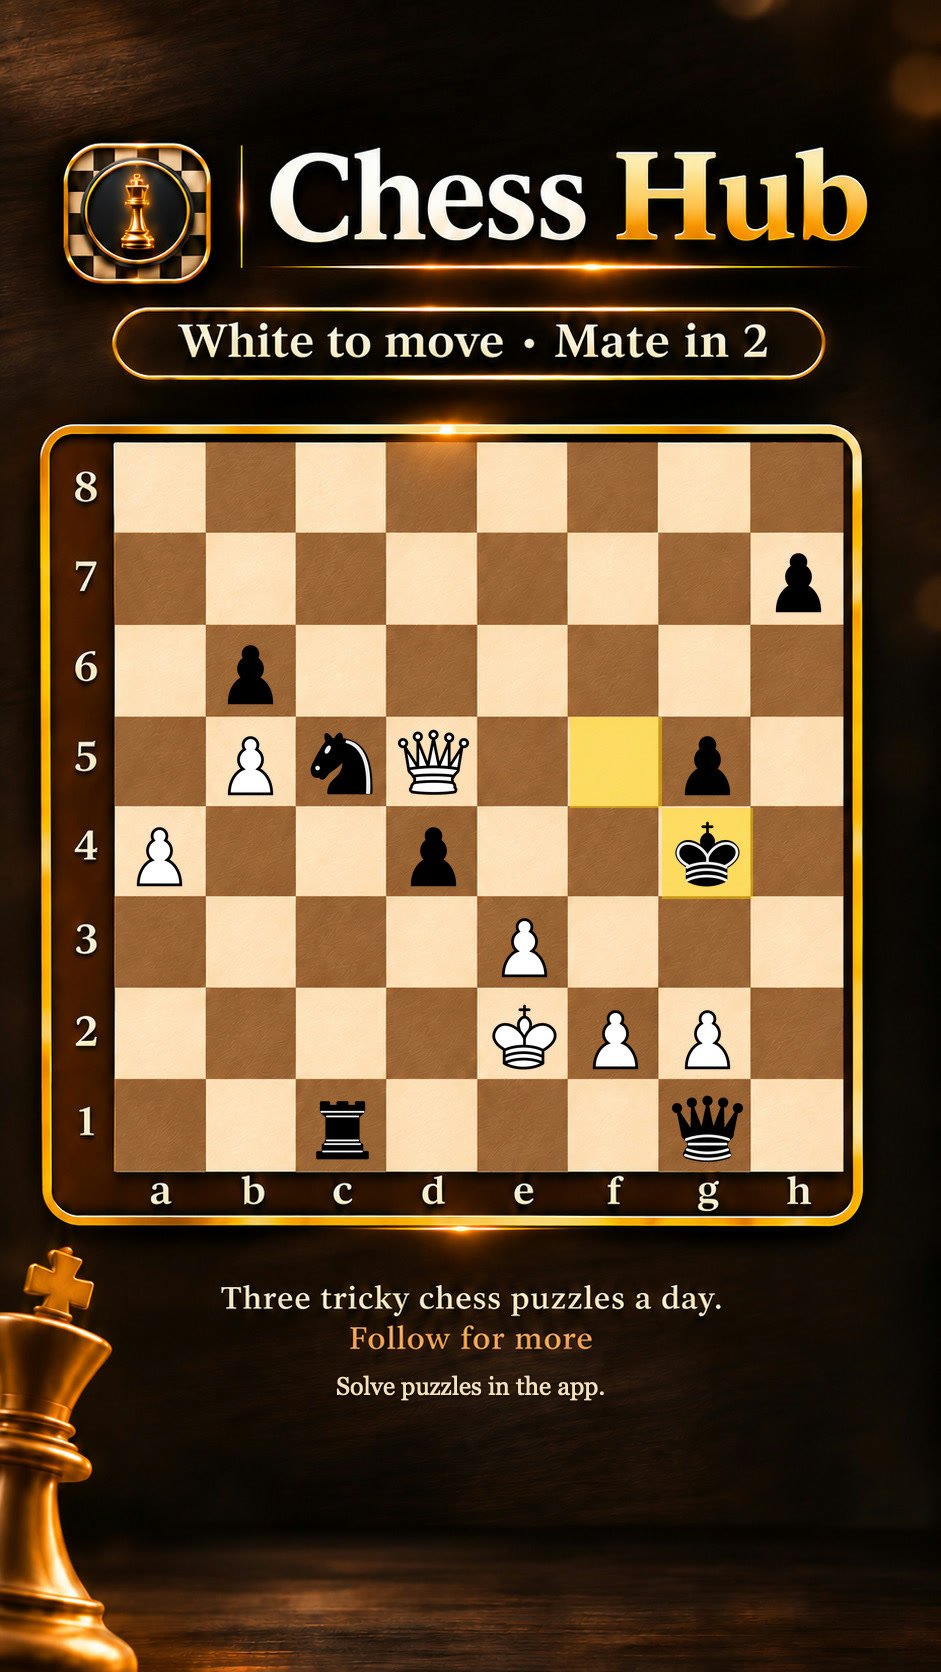 Chess Hub
White to move • Mate in 2
8
7
6
5
4
3
2
1
a b c d e f g h
Three tricky chess puzzles a day.
Follow for more
Solve puzzles in the app.